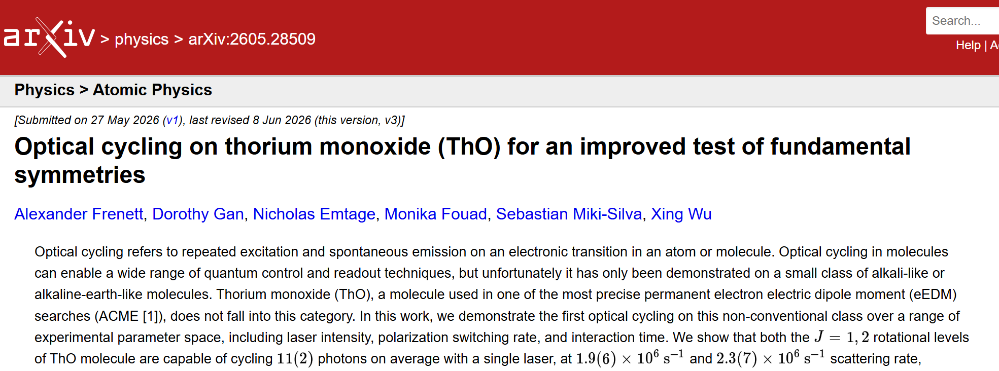 arXiv > physics > arXiv:2605.28509
Search...
Help |
Physics > Atomic Physics
[Submitted on 27 May 2026 (v1), last revised 8 Jun 2026 (this version, v3)]
Optical cycling on thorium monoxide (ThO) for an improved test of fundamental
symmetries
Alexander Frenett, Dorothy Gan, Nicholas Emtage, Monika Fouad, Sebastian Miki-Silva, Xing Wu
Optical cycling refers to repeated excitation and spontaneous emission on an electronic transition in an atom or molecule. Optical cycling in molecules
can enable a wide range of quantum control and readout techniques, but unfortunately it has only been demonstrated on a small class of alkali-like or
alkaline-earth-like molecules. Thorium monoxide (ThO), a molecule used in one of the most precise permanent electron electric dipole moment (eEDM)
searches (ACME [1]), does not fall into this category. In this work, we demonstrate the first optical cycling on this non-conventional class over a range of
experimental parameter space, including laser intensity, polarization switching rate, and interaction time. We show that both the J = 1, 2 rotational levels
of ThO molecule are capable of cycling 11(2) photons on average with a single laser, at 1.9(6) × 10⁶ s⁻¹ and 2.3(7) × 10⁶ s⁻¹ scattering rate,